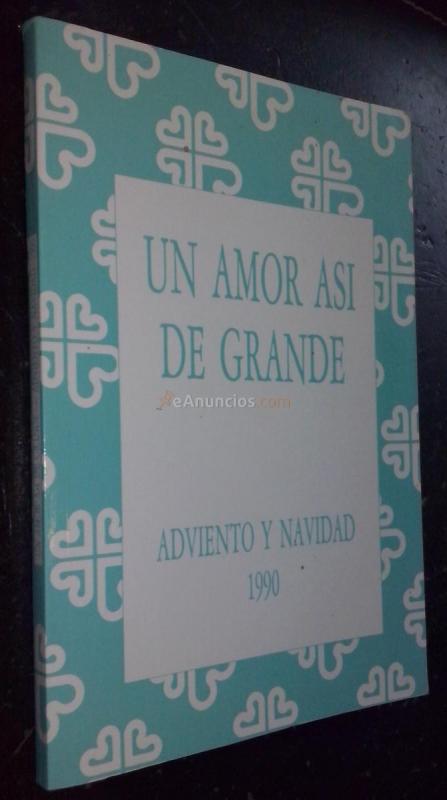 UN AMOR ASI
DE GRANDE
eAnuncios.com
ADVIENTO Y NAVIDAD
1990